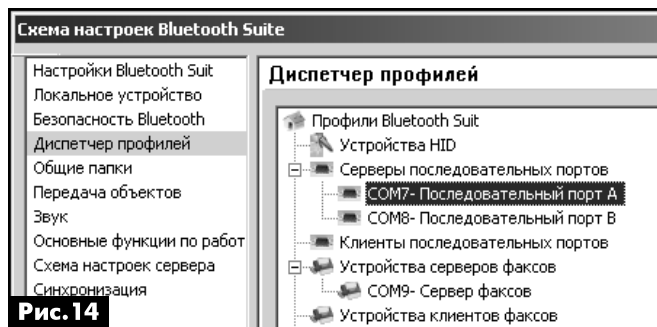 Схема настроек Bluetooth Suite
Настройки Bluetooth Suit
Локальное устройство
Безопасность Bluetooth
Диспетчер профилей
Общие папки
Передача объектов
Звук
Основные функции по работ
Схема настроек сервера
Синхронизация
Диспетчер профилей
Профили Bluetooth Suit
Устройства HID
Серверы последовательных портов
COM7- Последовательный порт A
COM8- Последовательный порт B
Клиенты последовательных портов
Устройства серверов факсов
COM9- Сервер факсов
Устройства клиентов факсов
Рис.14